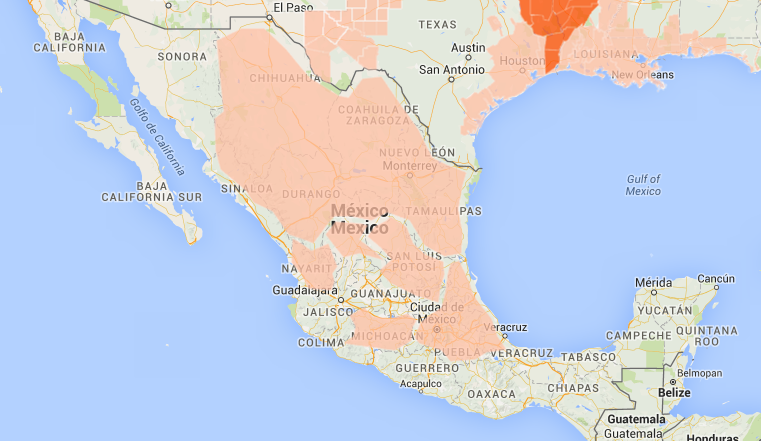 El Paso
BAJA
CALIFORNIA
SONORA
TEXAS
Austin
San Antonio
Houston
LOUISIANA
New Orleans
CHIHUAHUA
COAHUILA DE
ZARAGOZA
Golfo de California
NUEVO LEÓN
Monterrey
BAJA
CALIFORNIA SUR
SINALOA
DURANGO
México
Mexico
TAMAULIPAS
Gulf of
Mexico
NAYARIT
SAN LUIS
POTOSÍ
Guadalajara
GUANAJUATO
JALISCO
Ciudad de
México
Mérida
Cancún
YUCATÁN
CAMPECHE
QUINTANA
ROO
COLIMA
MICHOACÁN
PUEBLA
Veracruz
VERACRUZ
TABASCO
GUERRERO
Acapulco
OAXACA
CHIAPAS
Belmopan
Belize
Guatemala
Guatemala
Honduras